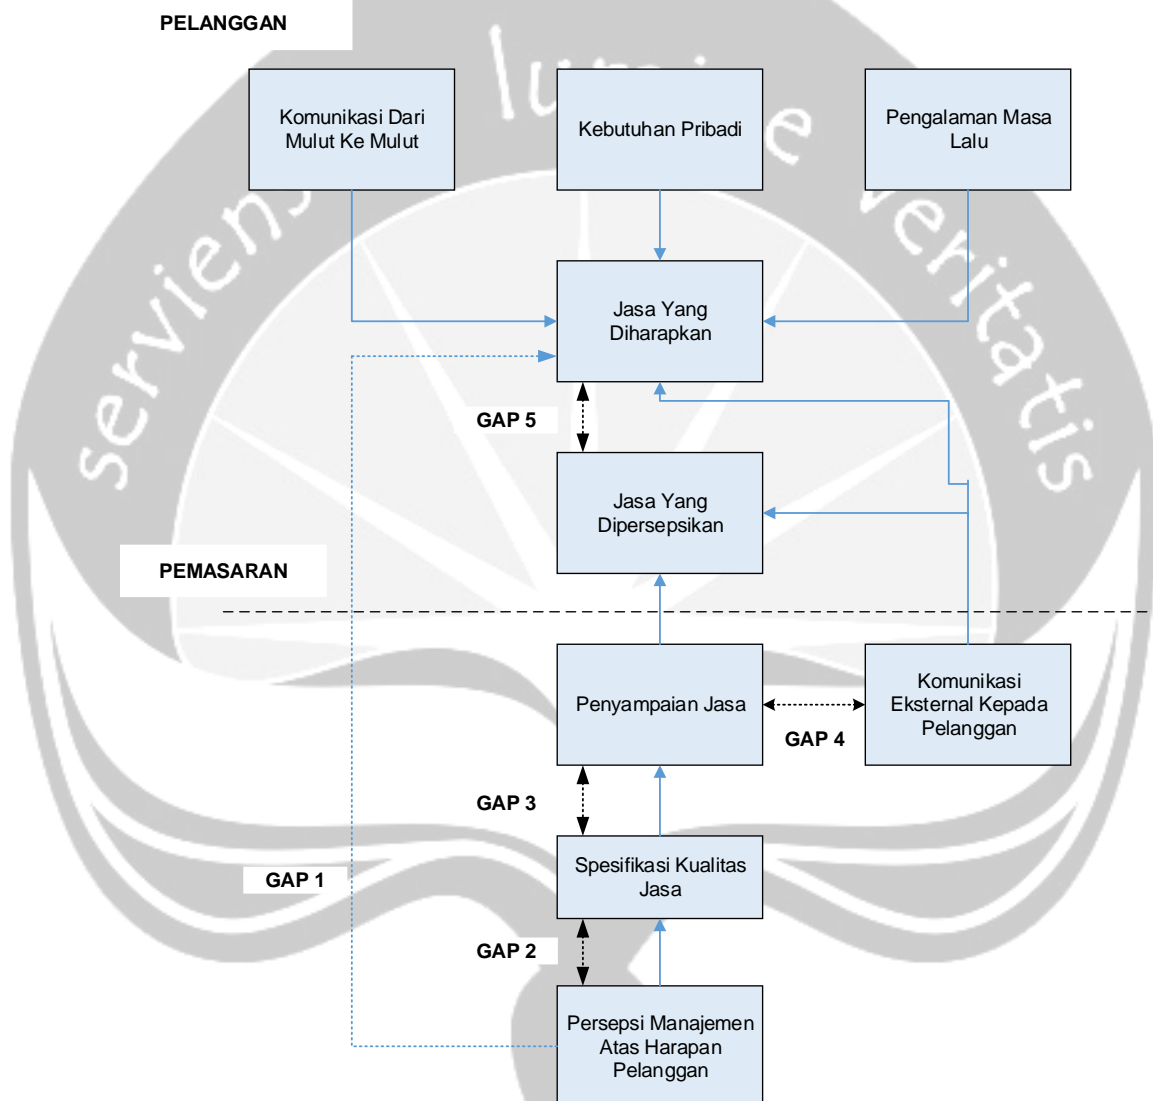 PELANGGAN
Komunikasi Dari
Mulut Ke Mulut
Kebutuhan Pribadi
Pengalaman Masa
Lalu
serviens
veritatis
Jasa Yang
Diharapkan
GAP 5
Jasa Yang
Dipersepsikan
PEMASARAN
Penyampaian Jasa
Komunikasi
Eksternal Kepada
Pelanggan
GAP 4
GAP 3
Spesifikasi Kualitas
Jasa
GAP 1
GAP 2
Persepsi Manajemen
Atas Harapan
Pelanggan